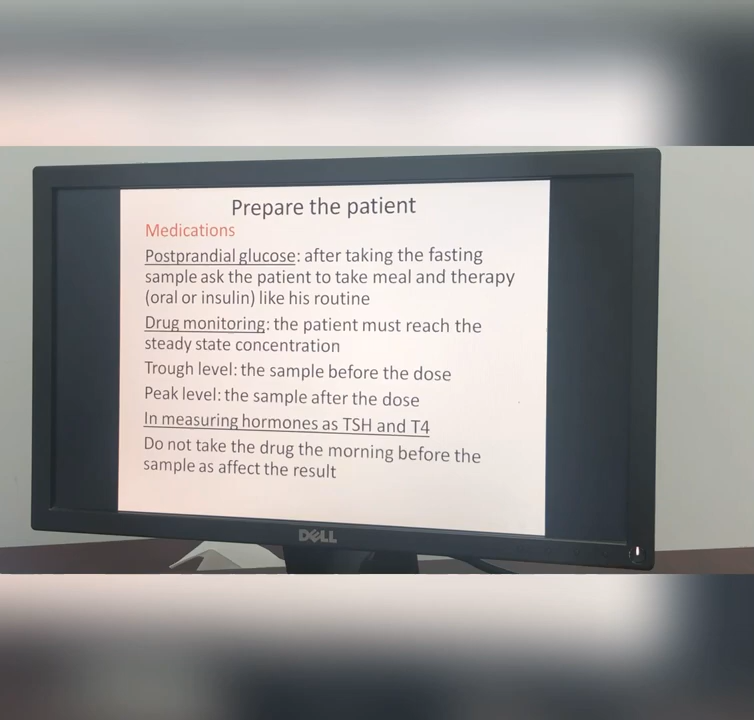 Prepare the patient
Medications
Postprandial glucose: after taking the fasting
sample ask the patient to take meal and therapy
(oral or insulin) like his routine
Drug monitoring: the patient must reach the
steady state concentration
Trough level: the sample before the dose
Peak level: the sample after the dose
In measuring hormones as TSH and T4
Do not take the drug the morning before the
sample as affect the result
DELL